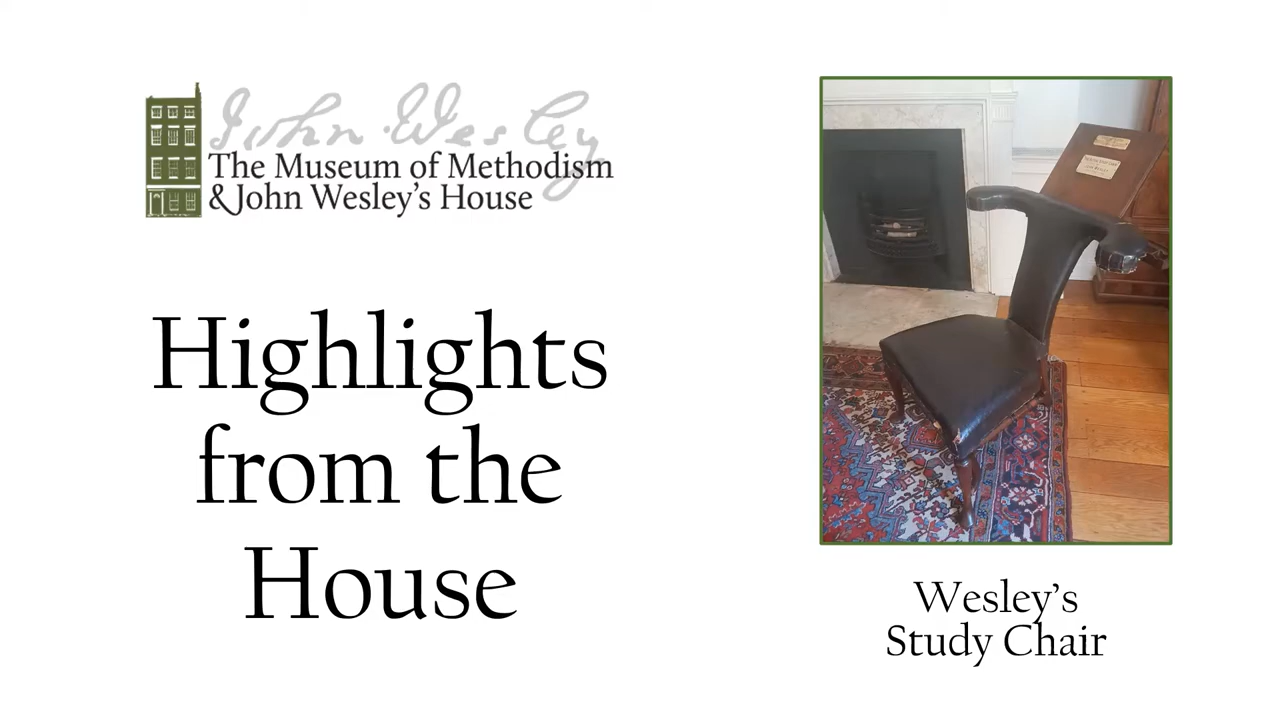 John Wesley
The Museum of Methodism
& John Wesley's House
Highlights
from the
House
Wesley's
Study Chair